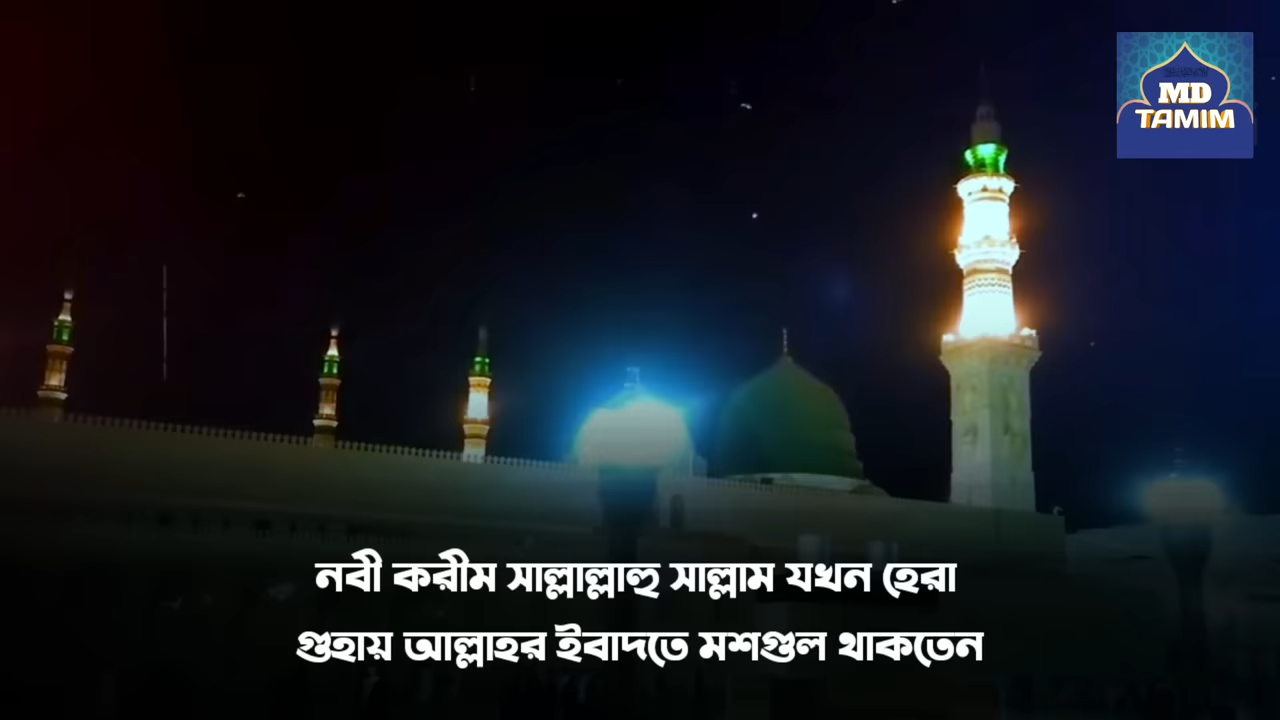 MD
TAMIM
নবী করীম সাল্লাল্লাহু সাল্লাম যখন হেরা
গুহায় আল্লাহর ইবাদতে মশগুল থাকতেন